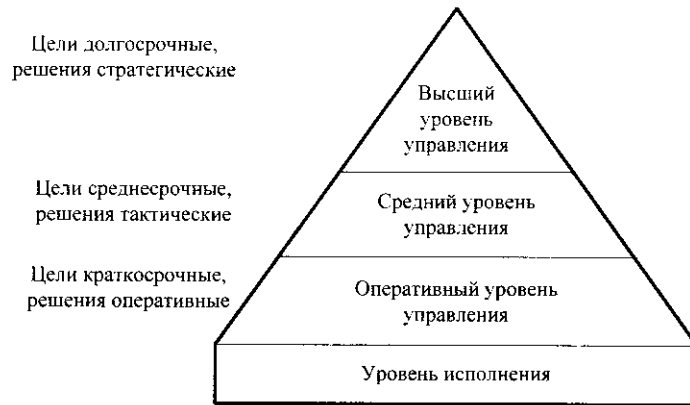 Цели долгосрочные,
решения стратегические
Высший
уровень
управления
Цели среднесрочные,
решения тактические
Средний уровень
управления
Цели краткосрочные,
решения оперативные
Оперативный уровень
управления
Уровень исполнения